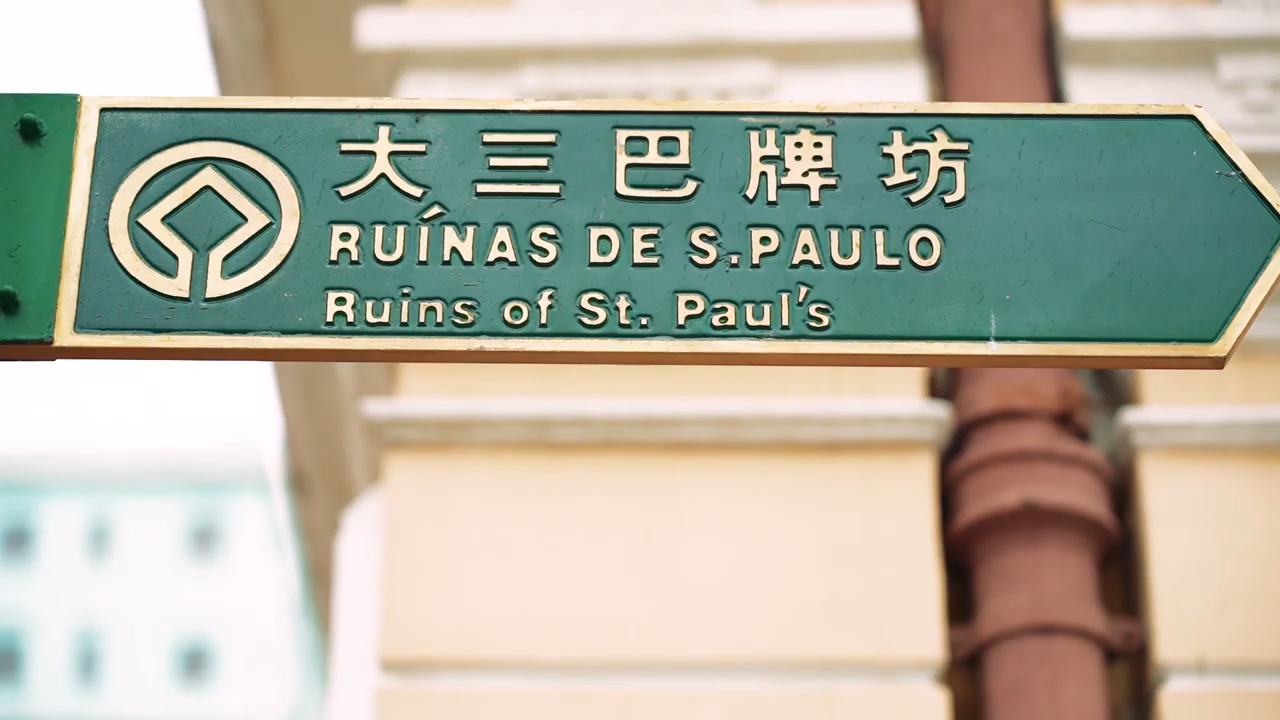 大三巴牌坊
RUÍNAS DE S.PAULO
Ruins of St. Paul's